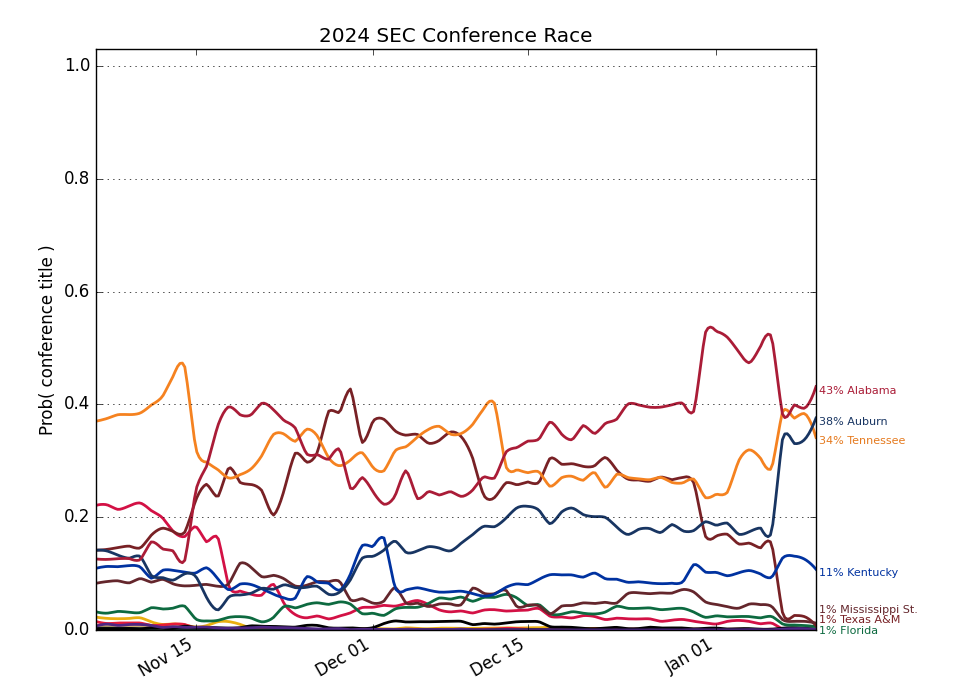 2024 SEC Conference Race
Prob( conference title )
1.0
0.8
0.6
0.4
0.2
0.0
43% Alabama
38% Auburn
34% Tennessee
11% Kentucky
1% Mississippi St.
1% Texas A&M
1% Florida
Nov 15
Dec 01
Dec 15
Jan 01